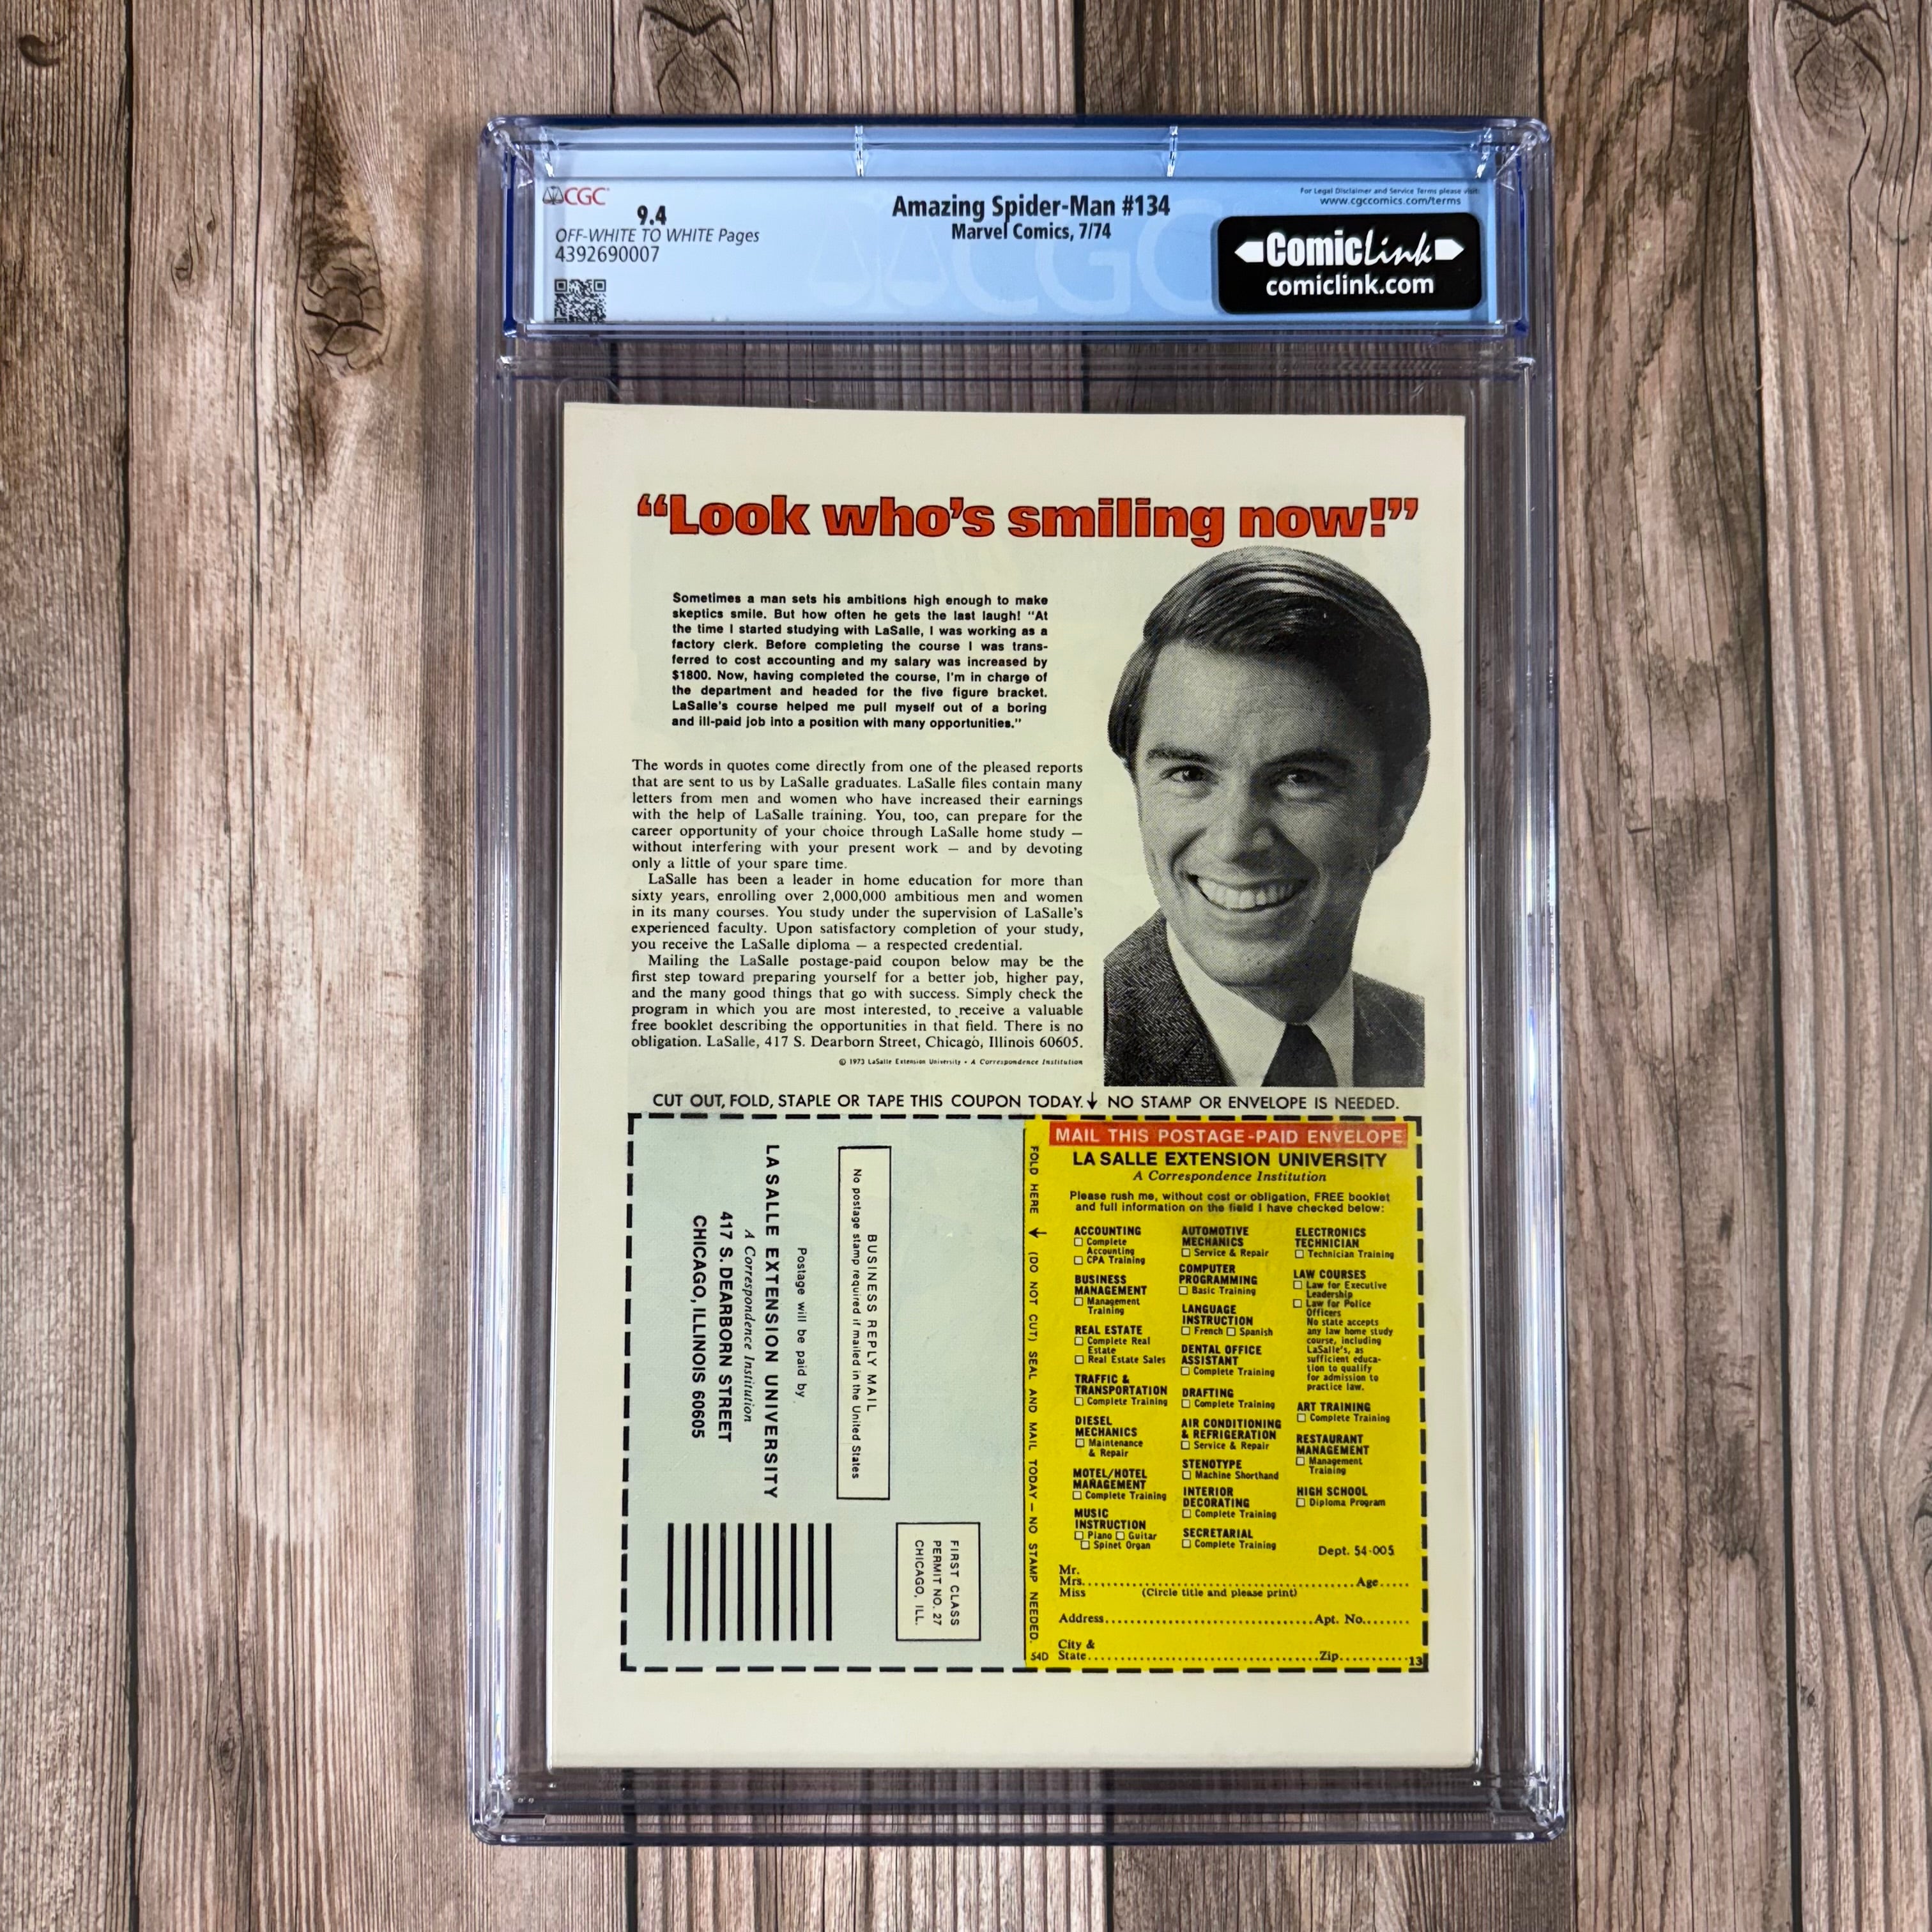 CGC
9.4
OFF-WHITE TO WHITE Pages
4392690007
Amazing Spider-Man #134
Marvel Comics, 7/74
For Legal Disclaimer and Service Terms please visit:
www.cgccomics.com/terms
CGC
ComicLink
comiclink.com
“Look who’s smiling now!”
Sometimes a man sets his ambitions high enough to make
skeptics smile. But how often he gets the last laugh! “At
the time I started studying with LaSalle, I was working as a
factory clerk. Before completing the course I was trans-
ferred to cost accounting and my salary was increased by
$1800. Now, having completed the course, I’m in charge of
the department and headed for the five figure bracket.
LaSalle’s course helped me pull myself out of a boring
and ill-paid job into a position with many opportunities.”
The words in quotes come directly from one of the pleased reports
that are sent to us by LaSalle graduates. LaSalle files contain many
letters from men and women who have increased their earnings
with the help of LaSalle training. You, too, can prepare for the
career opportunity of your choice through LaSalle home study —
without interfering with your present work — and by devoting
only a little of your spare time.
LaSalle has been a leader in home education for more than
sixty years, enrolling over 2,000,000 ambitious men and women
in its many courses. You study under the supervision of LaSalle’s
experienced faculty. Upon satisfactory completion of your study,
you receive the LaSalle diploma — a respected credential.
Mailing the LaSalle postage-paid coupon below may be the
first step toward preparing yourself for a better job, higher pay,
and the many good things that go with success. Simply check the
program in which you are most interested, to receive a valuable
free booklet describing the opportunities in that field. There is no
obligation. LaSalle, 417 S. Dearborn Street, Chicago, Illinois 60605.
© 1973 LaSalle Extension University • A Correspondence Institution
CUT OUT, FOLD, STAPLE OR TAPE THIS COUPON TODAY. ↓ NO STAMP OR ENVELOPE IS NEEDED.
FIRST CLASS
PERMIT NO. 27
CHICAGO, ILL.
BUSINESS REPLY MAIL
No postage stamp required if mailed in the United States
Postage will be paid by
LASALLE EXTENSION UNIVERSITY
A Correspondence Institution
417 S. DEARBORN STREET
CHICAGO, ILLINOIS 60605
FOLD HERE ↓ (DO NOT CUT) SEAL AND MAIL TODAY — NO STAMP NEEDED.
54D
MAIL THIS POSTAGE-PAID ENVELOPE
LA SALLE EXTENSION UNIVERSITY
A Correspondence Institution
Please rush me, without cost or obligation, FREE booklet
and full information on the field I have checked below:
ACCOUNTING
☐ Complete
Accounting
☐ CPA Training
BUSINESS
MANAGEMENT
☐ Management
Training
REAL ESTATE
☐ Complete Real
Estate
☐ Real Estate Sales
TRAFFIC &
TRANSPORTATION
☐ Complete Training
DIESEL
MECHANICS
☐ Maintenance
& Repair
MOTEL/HOTEL
MANAGEMENT
☐ Complete Training
MUSIC
INSTRUCTION
☐ Piano ☐ Guitar
☐ Spinet Organ
AUTOMOTIVE
MECHANICS
☐ Service & Repair
COMPUTER
PROGRAMMING
☐ Basic Training
LANGUAGE
INSTRUCTION
☐ French ☐ Spanish
DENTAL OFFICE
ASSISTANT
☐ Complete Training
DRAFTING
☐ Complete Training
AIR CONDITIONING
& REFRIGERATION
☐ Service & Repair
STENOTYPE
☐ Machine Shorthand
INTERIOR
DECORATING
☐ Complete Training
SECRETARIAL
☐ Complete Training
ELECTRONICS
TECHNICIAN
☐ Technician Training
LAW COURSES
☐ Law for Executive
Leadership
☐ Law for Police
Officers
No state accepts
any law home study
course, including
LaSalle's, as
sufficient educa-
tion to qualify
for admission to
practice law.
ART TRAINING
☐ Complete Training
RESTAURANT
MANAGEMENT
☐ Management
Training
HIGH SCHOOL
☐ Diploma Program
Dept. 54-005
Mr.
Mrs. Age
Miss (Circle title and please print)
Address Apt. No.
City &
State Zip
13